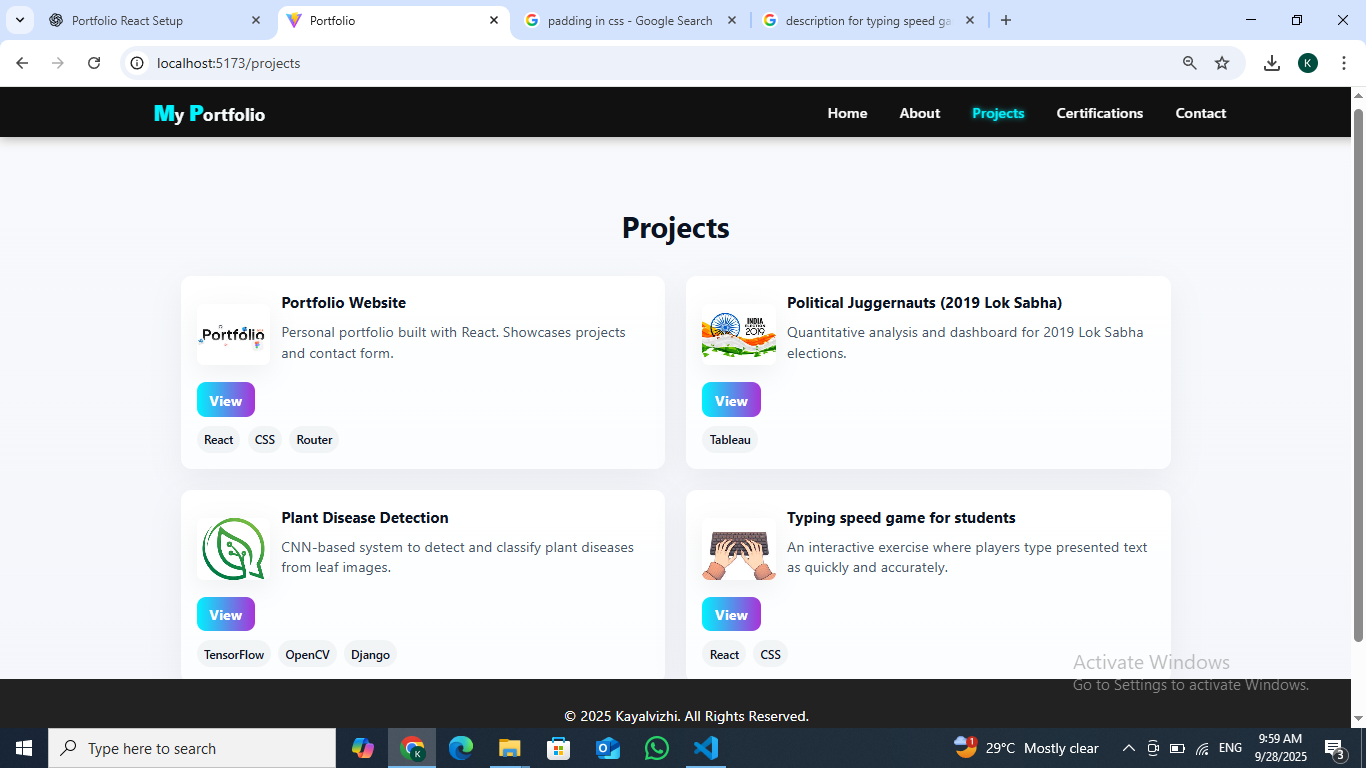 Portfolio React Setup
Portfolio
padding in css - Google Search
description for typing speed ga
localhost:5173/projects
K
My Portfolio
Home
About
Projects
Certifications
Contact
Projects
Portfolio
Portfolio Website
Personal portfolio built with React. Showcases projects
and contact form.
View
React
CSS
Router
INDIA
ELECTION
2019
Political Juggernauts (2019 Lok Sabha)
Quantitative analysis and dashboard for 2019 Lok Sabha
elections.
View
Tableau
Plant Disease Detection
CNN-based system to detect and classify plant diseases
from leaf images.
View
TensorFlow
OpenCV
Django
Typing speed game for students
An interactive exercise where players type presented text
as quickly and accurately.
View
React
CSS
Activate Windows
Go to Settings to activate Windows.
© 2025 Kayalvizhi. All Rights Reserved.
Type here to search
K
1
29°C Mostly clear
ENG
9:59 AM
9/28/2025
3